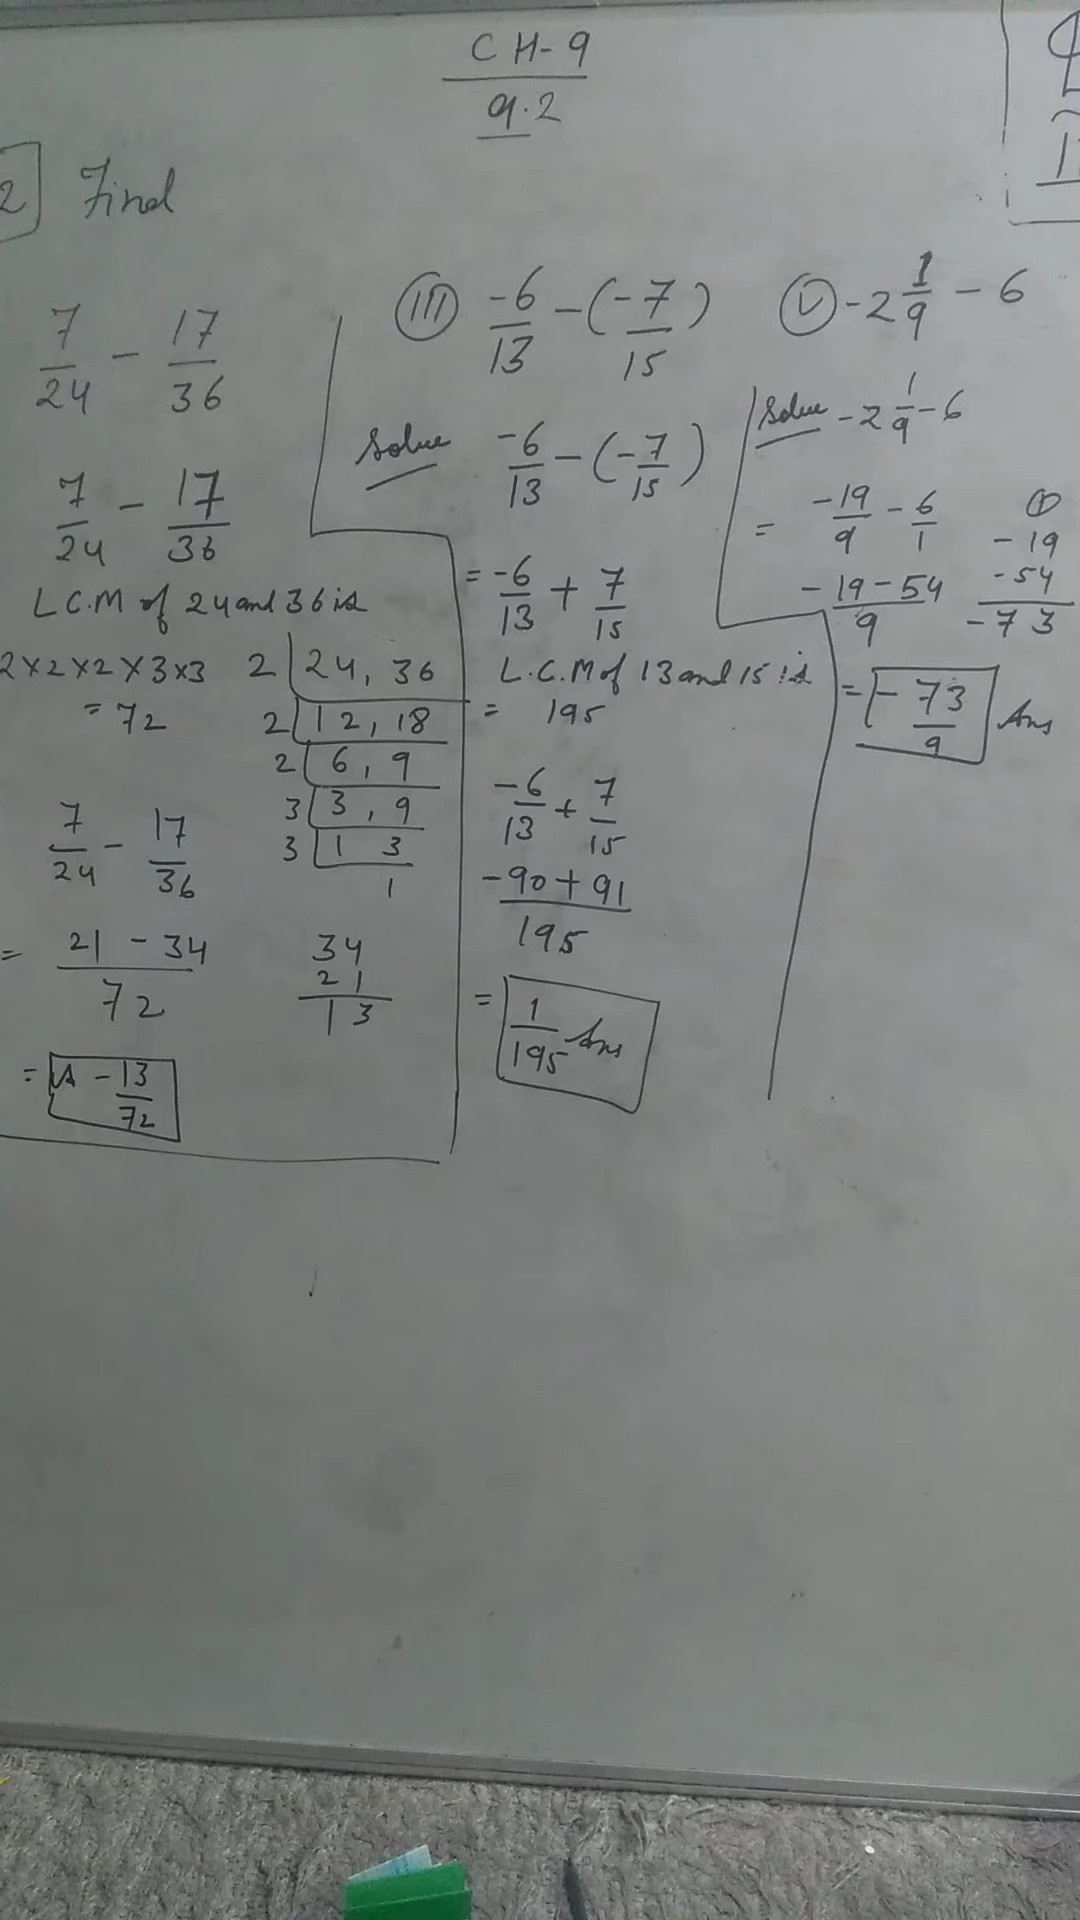 CH-9
9.2
2] Find
7/24 - 17/36
7/24 - 17/36
L.C.M of 24 and 36 is
2×2×2×3×3
= 72
2 | 24, 36
2 | 12, 18
2 | 6, 9
3 | 3, 9
3 | 1 3
1
7/24 - 17/36
= 21 - 34/72
34
21
13
= - 13/72
(III) -6/13 - (-7/15)
Solve -6/13 - (-7/15)
= -6/13 + 7/15
L.C.M of 13 and 15 is
= 195
-6/13 + 7/15
-90 + 91/195
= 1/195 Ans
(V) -2 1/9 - 6
Solve -2 1/9 - 6
= -19/9 - 6/1
-19 - 54/9
-19
-54
-73
= -73/9 Ans